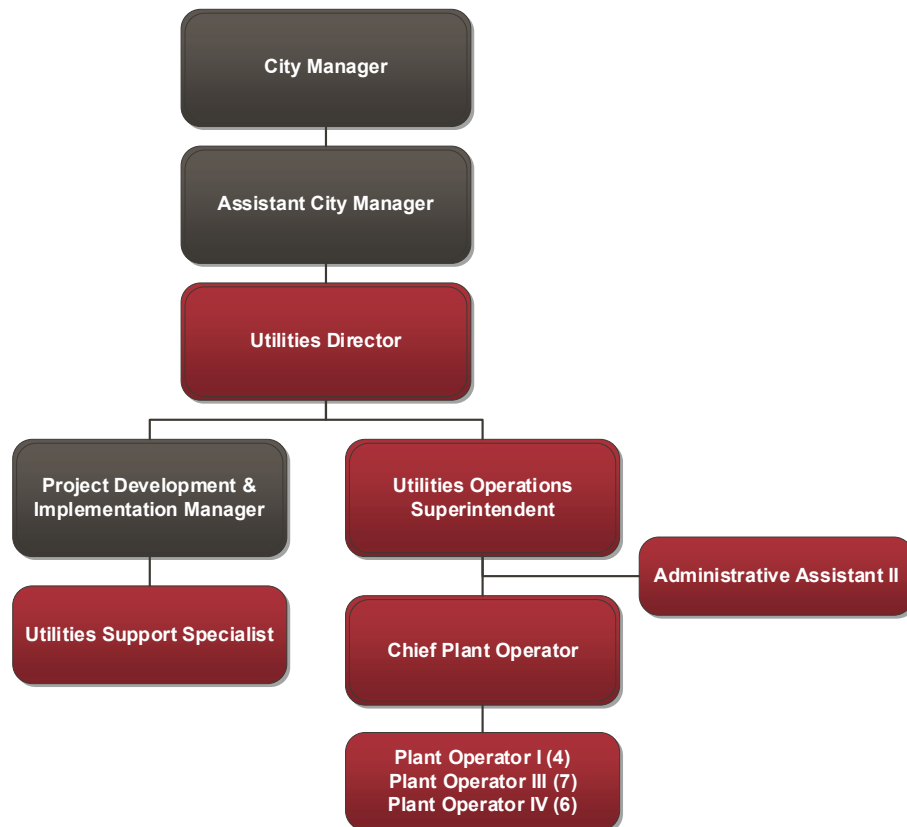 City Manager
Assistant City Manager
Utilities Director
Project Development &
Implementation Manager
Utilities Operations
Superintendent
Administrative Assistant II
Utilities Support Specialist
Chief Plant Operator
Plant Operator I (4)
Plant Operator III (7)
Plant Operator IV (6)